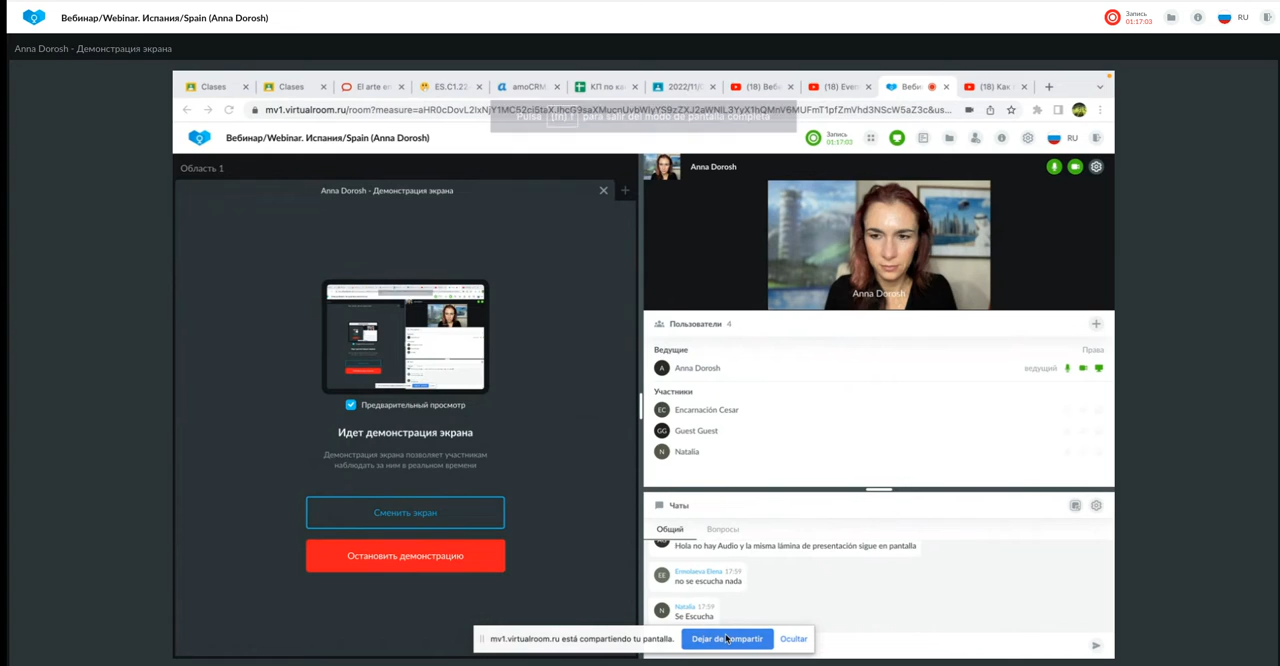 Вебинар/Webinar. Испания/Spain (Anna Dorosh)
Запись
01:17:03
RU
Anna Dorosh - Демонстрация экрана
Clases
Clases
El arte en
ES.C1.22
amoCRM
КП по ка
2022/11/
(18) Веб
(18) Even
Веби
(18) Как
mv1.virtualroom.ru/room?measure=
Pulsa para salir del modo de pantalla completa
Вебинар/Webinar. Испания/Spain (Anna Dorosh)
Запись
01:17:03
RU
Область 1
Anna Dorosh - Демонстрация экрана
Предварительный просмотр
Идет демонстрация экрана
Демонстрация экрана позволяет участникам
наблюдать за ним в реальном времени
Сменить экран
Остановить демонстрацию
Anna Dorosh
Anna Dorosh
Пользователи 4
Ведущие Права
A Anna Dorosh ведущий
Участники
EC Encarnación Cesar
GG Guest Guest
N Natalia
Чаты
Общий Вопросы
Hola no hay Audio y la misma lámina de presentación sigue en pantalla
EE Ermolaeva Elena 17:59
no se escucha nada
N Natalia 17:59
Se Escucha
mv1.virtualroom.ru está compartiendo tu pantalla. Dejar de compartir Ocultar